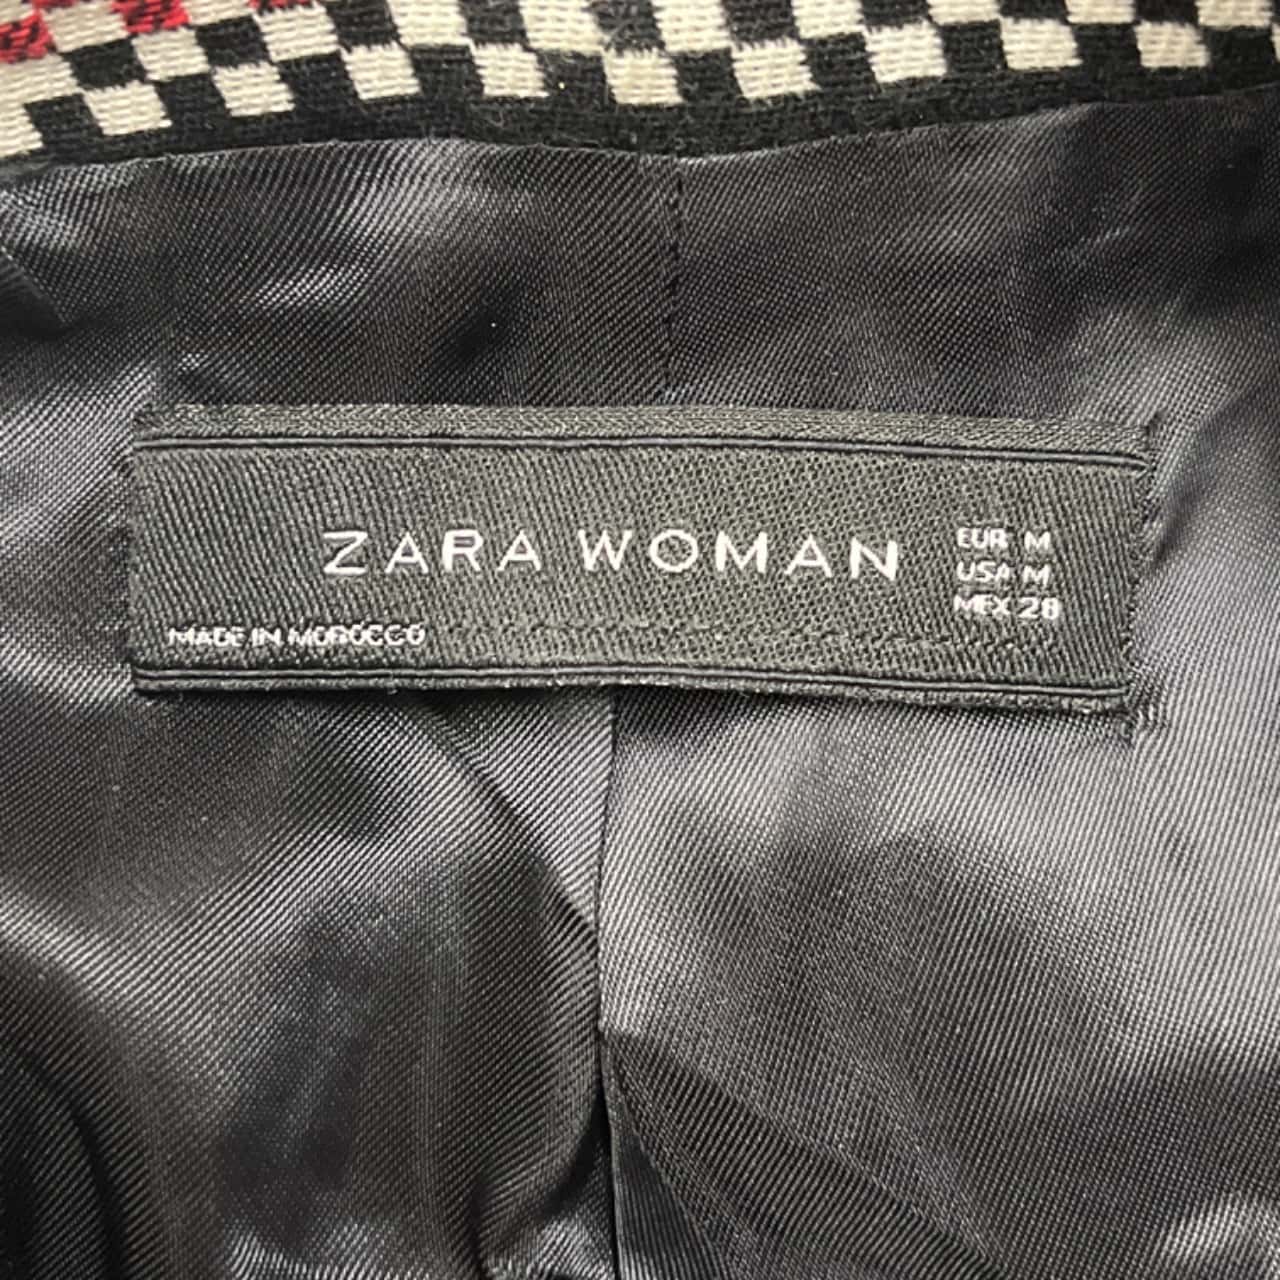 ZARA WOMAN
EUR M
USA M
MEX 28
MADE IN MOROCCO